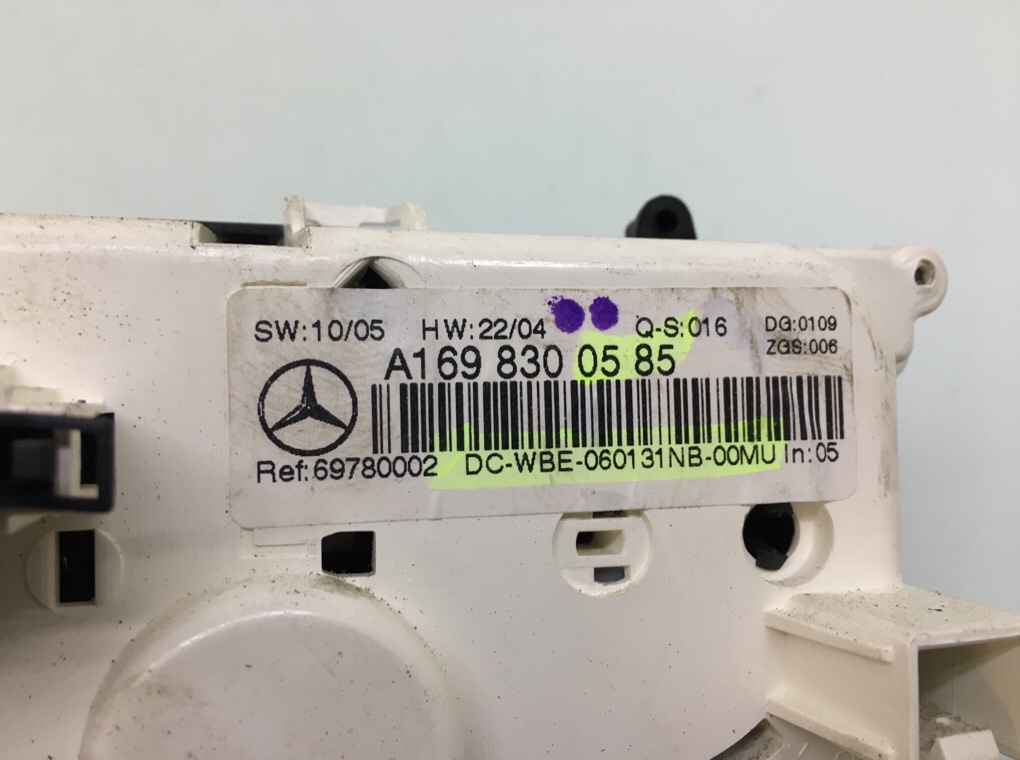 SW:10/05 HW:22/04 Q-S:016 DG:0109
ZGS:006
A169 830 05 85
Ref:69780002 DC-WBE-060131NB-00MU In:05